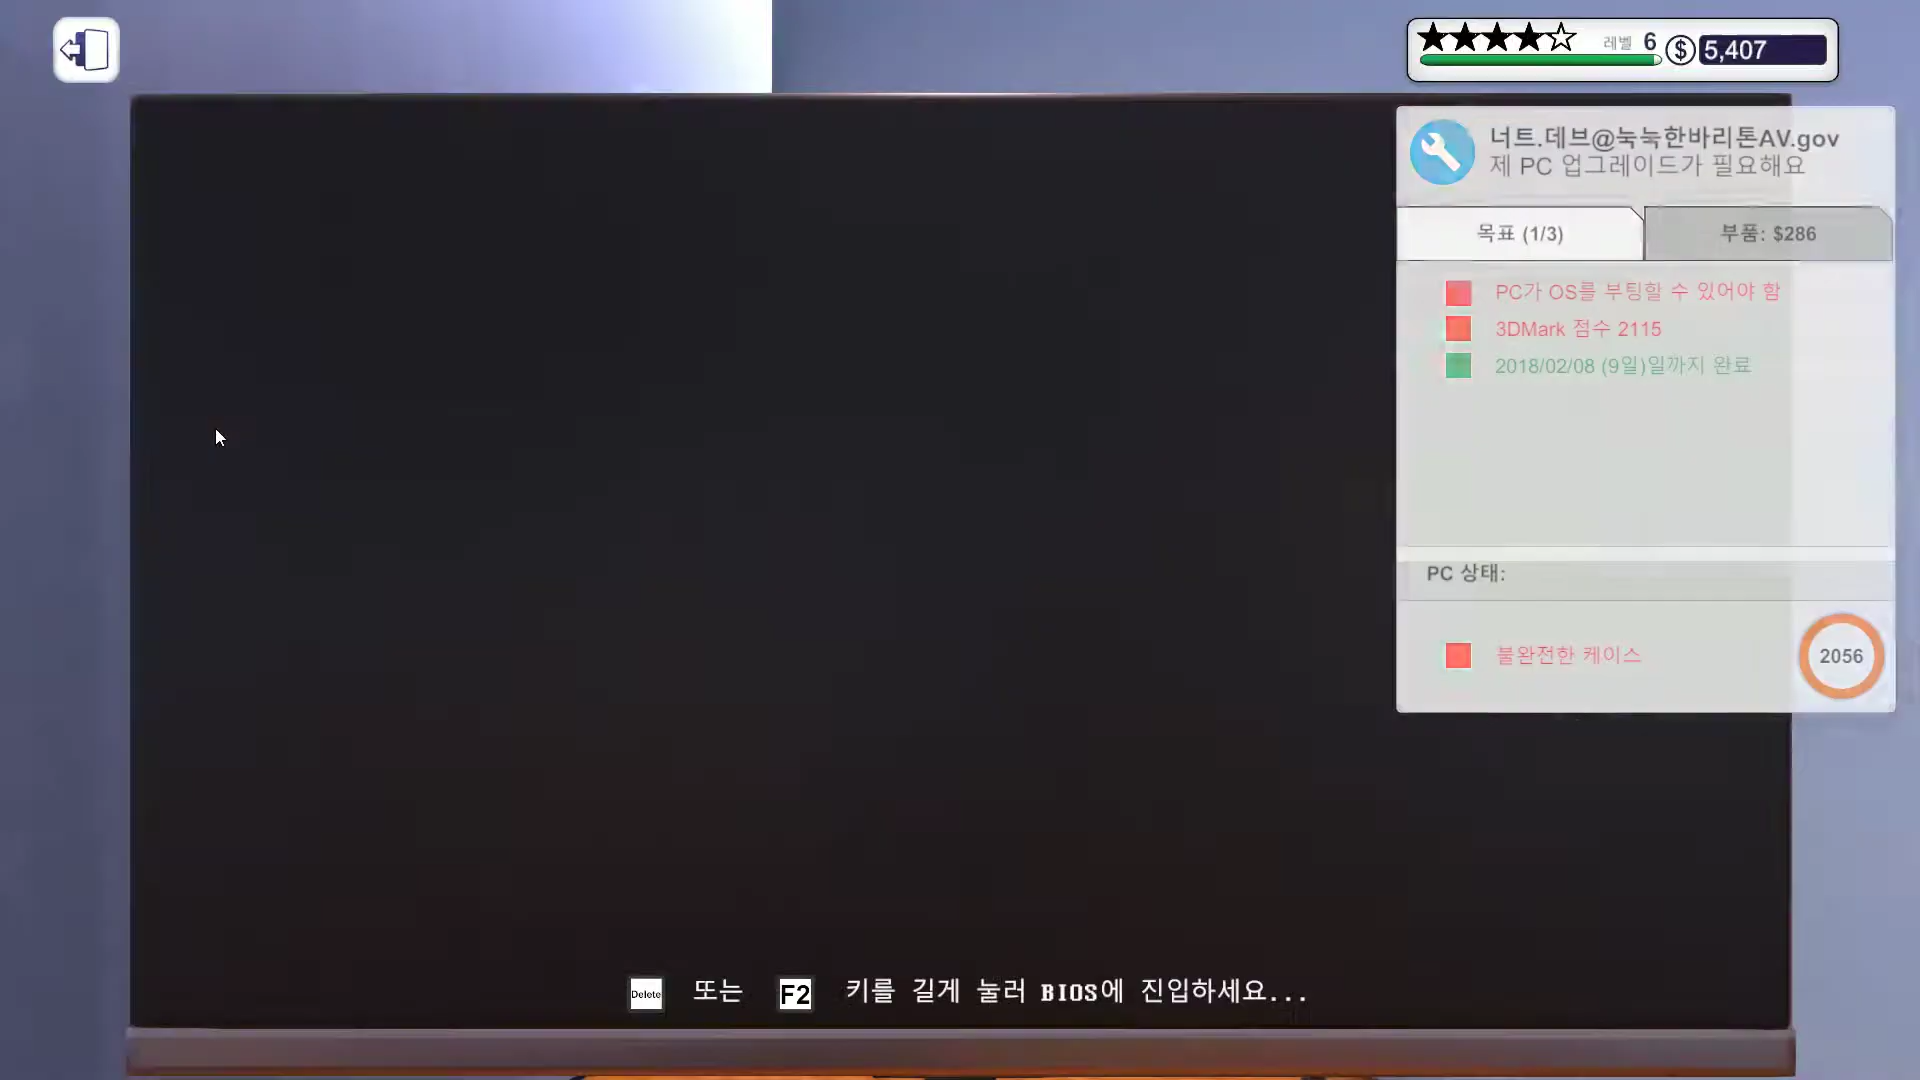 레벨 6
$ 5,407
너트.데브@눅눅한바리톤AV.gov
제 PC 업그레이드가 필요해요
목표 (1/3)
부품: $286
PC가 OS를 부팅할 수 있어야 함
3DMark 점수 2115
2018/02/08 (9일)일까지 완료
PC 상태:
불완전한 케이스
2056
Delete 또는 F2 키를 길게 눌러 BIOS에 진입하세요...